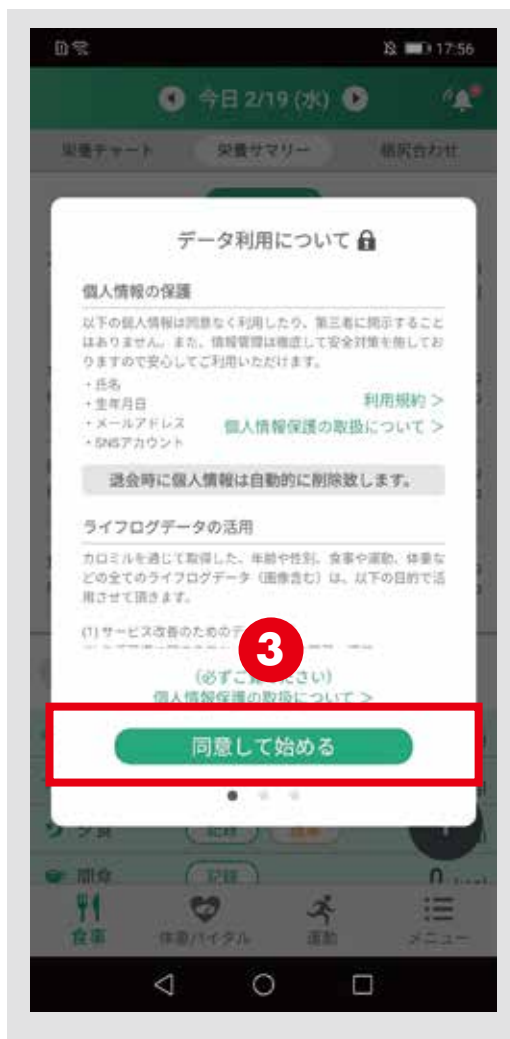 17:56
今日 2/19 (水)
栄養チャート 栄養サマリー 帳尻合わせ
データ利用について
個人情報の保護
以下の個人情報は同意なく利用したり、第三者に開示すること
はありません。また、情報管理は徹底して安全対策を施してお
りますので安心してご利用いただけます。
・氏名
・生年月日
・メールアドレス
・SNSアカウント
利用規約 >
個人情報保護の取扱について >
退会時に個人情報は自動的に削除致します。
ライフログデータの活用
カロミルを通じて取得した、年齢や性別、食事や運動、体重な
どの全てのライフログデータ（画像含む）は、以下の目的で活
用させて頂きます。
(1) サービス改善のためのデ
3
(必ずご ください)
個人情報保護の取扱について >
同意して始める
夕食 記録
間食 記録 0
食事 体重/バイタル 運動 メニュー